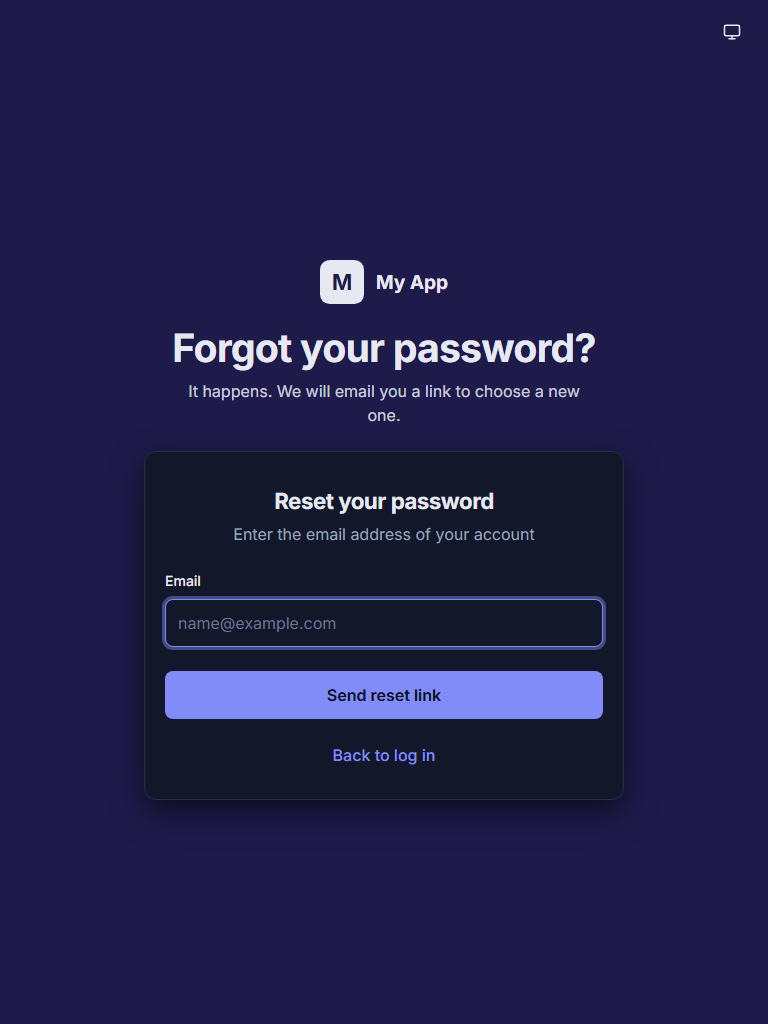 M My App
Forgot your password?
It happens. We will email you a link to choose a new
one.
Reset your password
Enter the email address of your account
Email
name@example.com
Send reset link
Back to log in